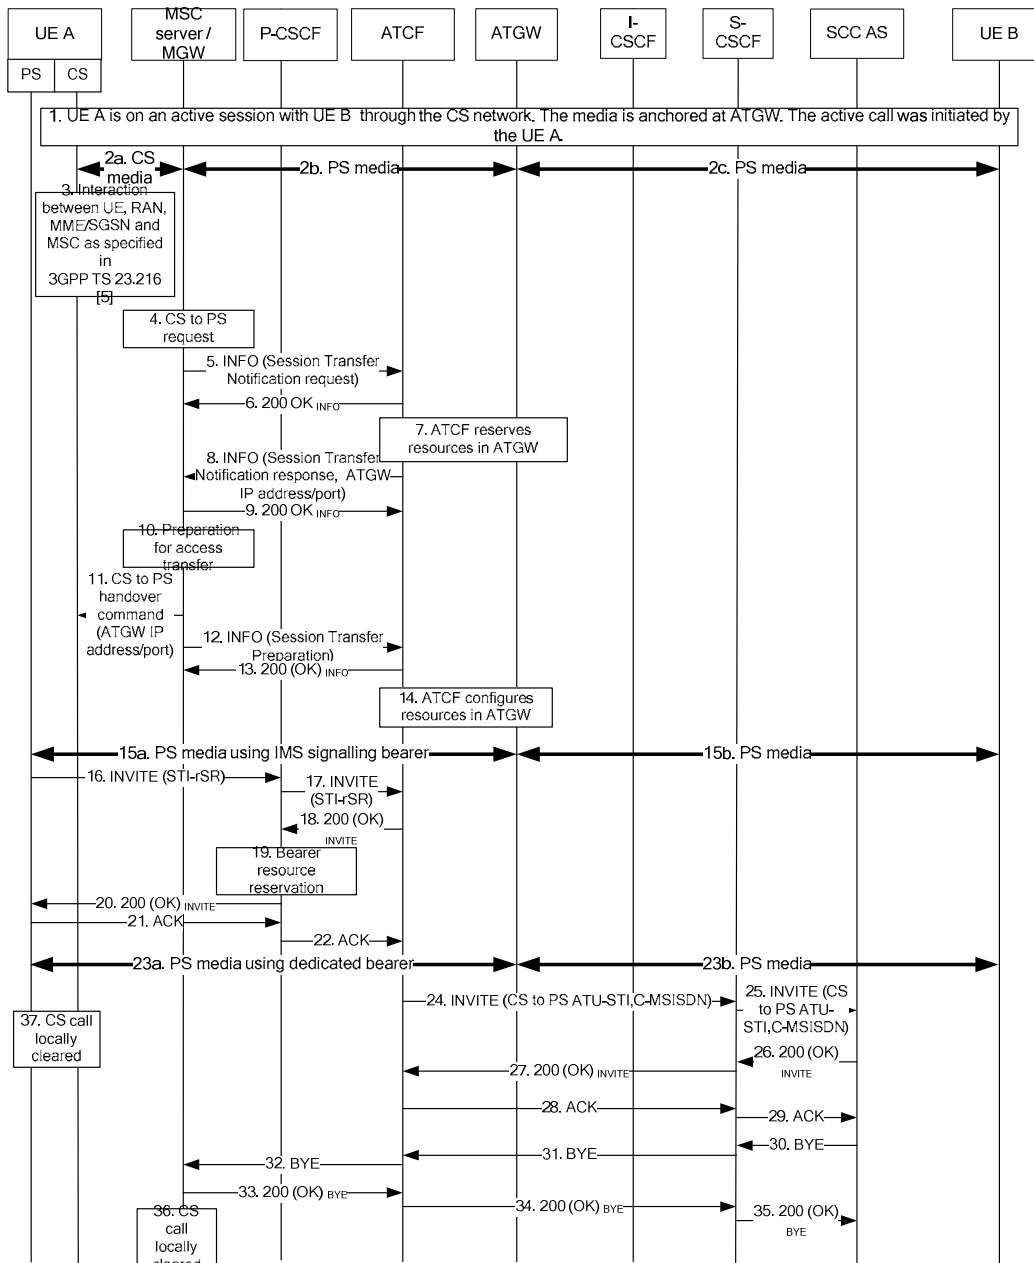 UE A
MSC
server /
MGW
P-CSCF
ATCF
ATGW
I-
CSCF
S-
CSCF
SCC AS
UE B
PS
CS
1. UE A is on an active session with UE B through the CS network. The media is anchored at ATGW. The active call was initiated by
the UE A.
2a. CS
media
2b. PS media
2c. PS media
3. Interaction
between UE, RAN,
MME/SGSN and
MSC as specified
in
3GPP TS 23.216
[5]
4. CS to PS
request
5. INFO (Session Transfer
Notification request)
6. 200 OK INFO
7. ATCF reserves
resources in ATGW
8. INFO (Session Transfer
Notification response, ATGW
IP address/port)
9. 200 OK INFO
10. Preparation
for access
transfer
11. CS to PS
handover
command
(ATGW IP
address/port)
12. INFO (Session Transfer
Preparation)
13. 200 (OK) INFO
14. ATCF configures
resources in ATGW
15a. PS media using IMS signalling bearer
15b. PS media
16. INVITE (STI-rSR)
17. INVITE
(STI-rSR)
18. 200 (OK)
INVITE
19. Bearer
resource
reservation
20. 200 (OK) INVITE
21. ACK
22. ACK
23a. PS media using dedicated bearer
23b. PS media
24. INVITE (CS to PS ATU-STI,C-MSISDN)
25. INVITE (CS
to PS ATU-
STI,C-MSISDN)
37. CS call
locally
cleared
26. 200 (OK)
INVITE
27. 200 (OK) INVITE
28. ACK
29. ACK
30. BYE
31. BYE
32. BYE
33. 200 (OK) BYE
34. 200 (OK) BYE
35. 200 (OK)
BYE
36. CS
call
locally
cleared